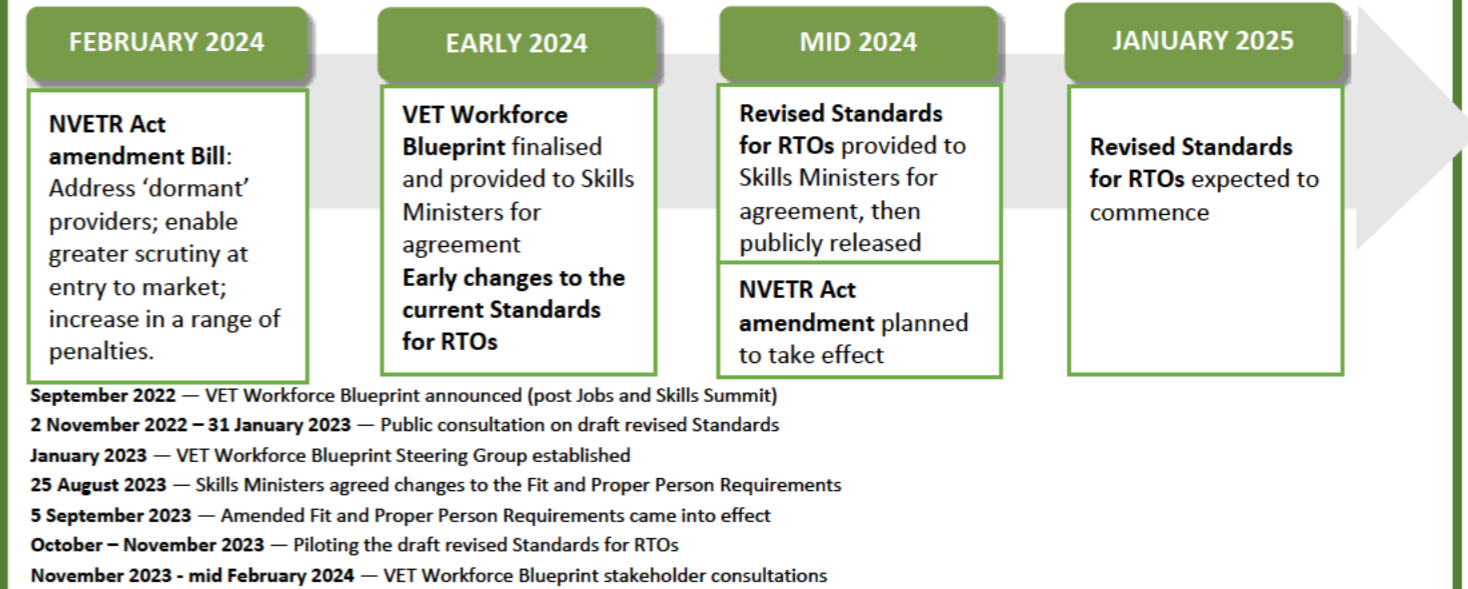 FEBRUARY 2024
NVETR Act
amendment Bill:
Address ‘dormant’
providers; enable
greater scrutiny at
entry to market;
increase in a range of
penalties.
EARLY 2024
VET Workforce
Blueprint finalised
and provided to Skills
Ministers for
agreement
Early changes to the
current Standards
for RTOs
MID 2024
Revised Standards
for RTOs provided to
Skills Ministers for
agreement, then
publicly released
NVETR Act
amendment planned
to take effect
JANUARY 2025
Revised Standards
for RTOs expected to
commence
September 2022 — VET Workforce Blueprint announced (post Jobs and Skills Summit)
2 November 2022 – 31 January 2023 — Public consultation on draft revised Standards
January 2023 — VET Workforce Blueprint Steering Group established
25 August 2023 — Skills Ministers agreed changes to the Fit and Proper Person Requirements
5 September 2023 — Amended Fit and Proper Person Requirements came into effect
October – November 2023 — Piloting the draft revised Standards for RTOs
November 2023 - mid February 2024 — VET Workforce Blueprint stakeholder consultations